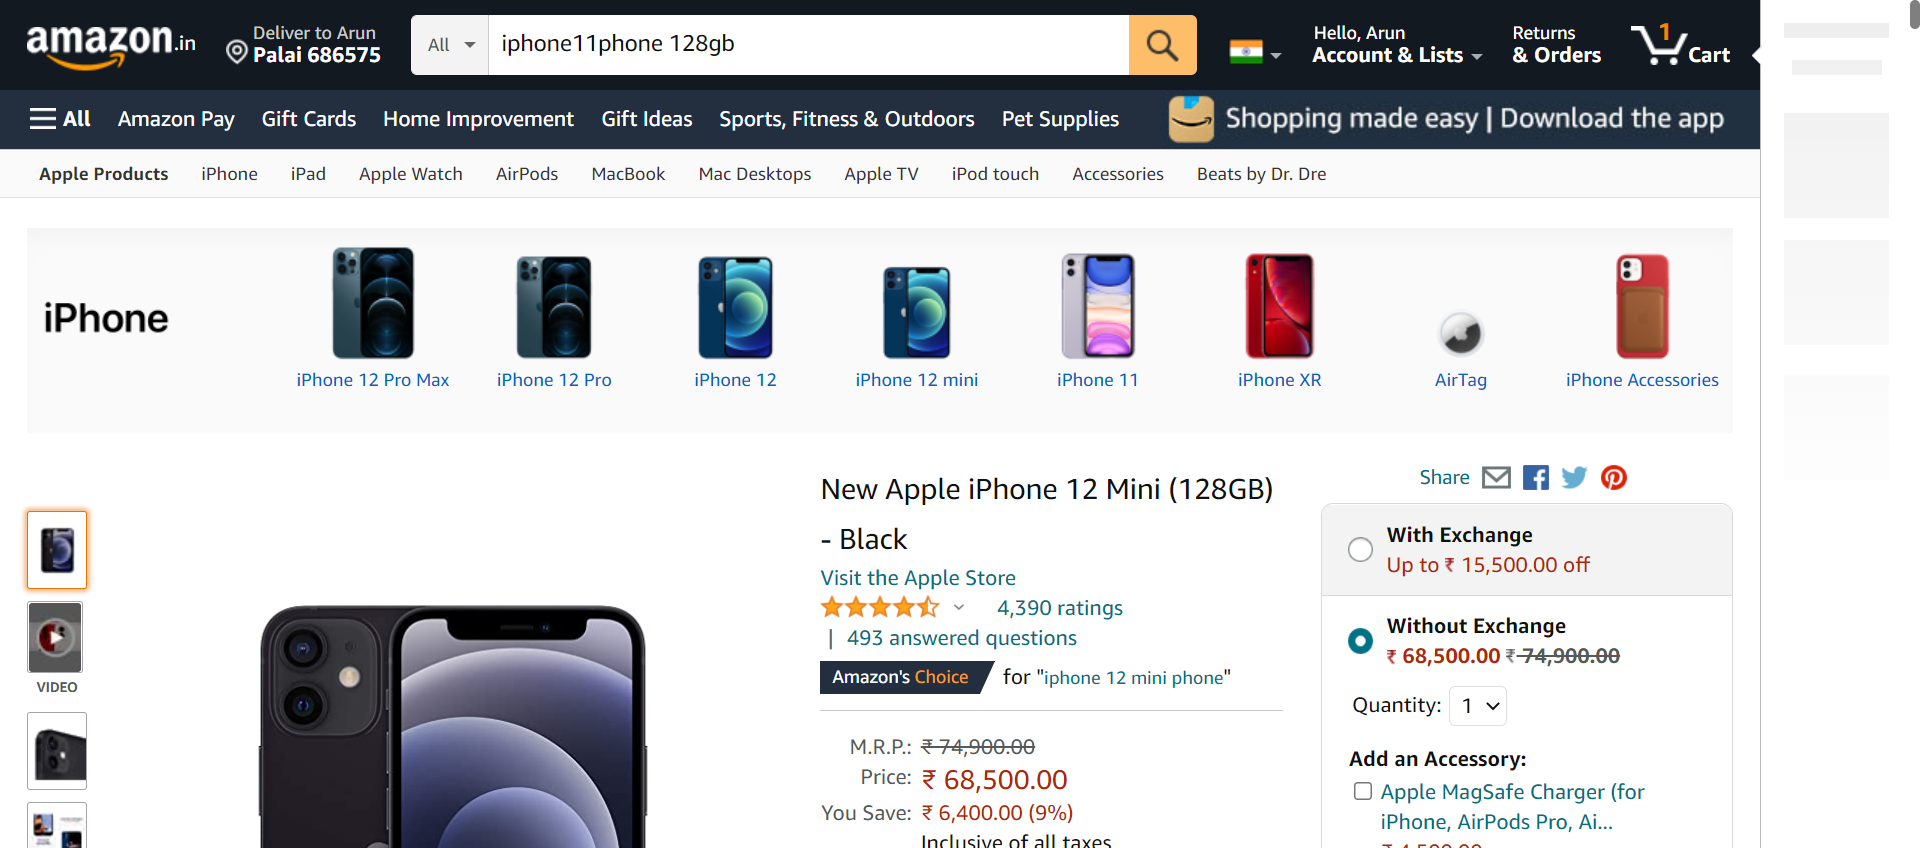 amazon.in
Deliver to Arun
Palai 686575
All
iphone11phone 128gb
Hello, Arun
Account & Lists
Returns
& Orders
1
Cart
All
Amazon Pay
Gift Cards
Home Improvement
Gift Ideas
Sports, Fitness & Outdoors
Pet Supplies
Shopping made easy | Download the app
Apple Products
iPhone
iPad
Apple Watch
AirPods
MacBook
Mac Desktops
Apple TV
iPod touch
Accessories
Beats by Dr. Dre
iPhone
iPhone 12 Pro Max
iPhone 12 Pro
iPhone 12
iPhone 12 mini
iPhone 11
iPhone XR
AirTag
iPhone Accessories
VIDEO
New Apple iPhone 12 Mini (128GB)
- Black
Visit the Apple Store
4,390 ratings
| 493 answered questions
Amazon's Choice for "iphone 12 mini phone"
M.R.P.: ₹ 74,900.00
Price: ₹ 68,500.00
You Save: ₹ 6,400.00 (9%)
Inclusive of all taxes
Share
With Exchange
Up to ₹ 15,500.00 off
Without Exchange
₹ 68,500.00 ₹ 74,900.00
Quantity: 1
Add an Accessory:
Apple MagSafe Charger (for
iPhone, AirPods Pro, Ai...